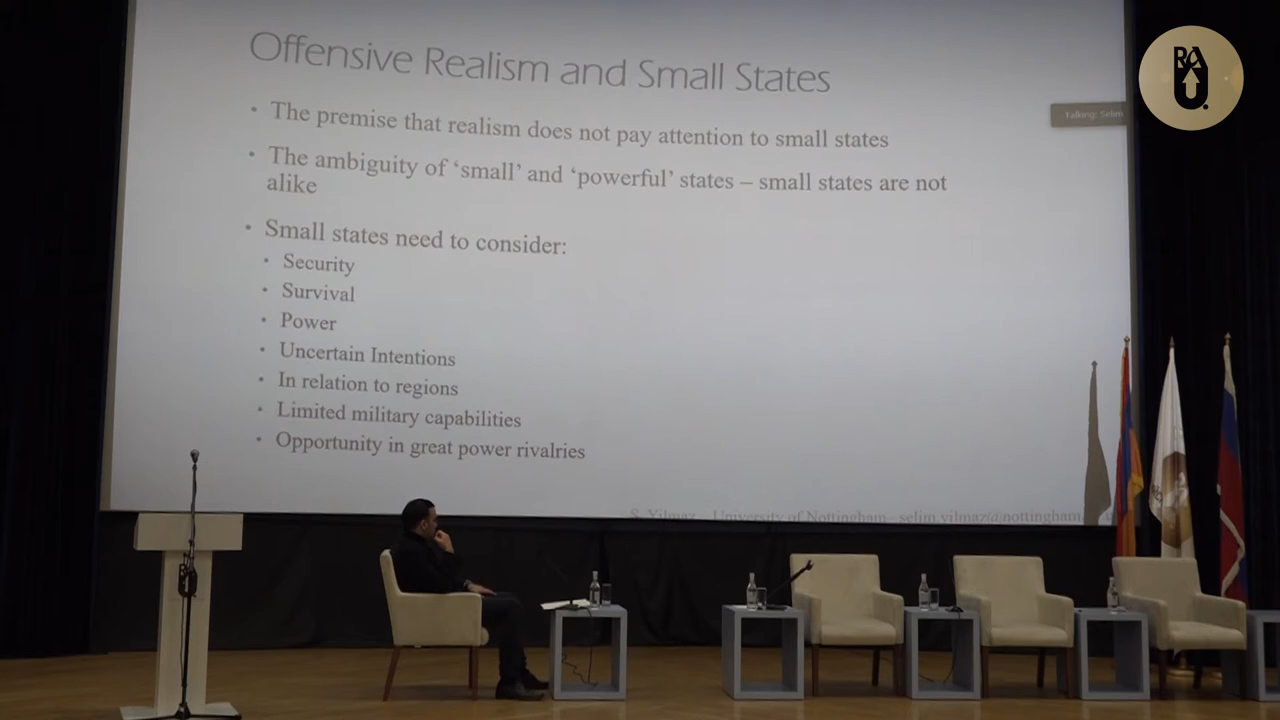 Offensive Realism and Small States
• The premise that realism does not pay attention to small states
• The ambiguity of ‘small’ and ‘powerful’ states – small states are not
alike
• Small states need to consider:
• Security
• Survival
• Power
• Uncertain Intentions
• In relation to regions
• Limited military capabilities
• Opportunity in great power rivalries
Talking: Selim
S. Yilmaz – University of Nottingham selim.yilmaz@nottingham
RAU